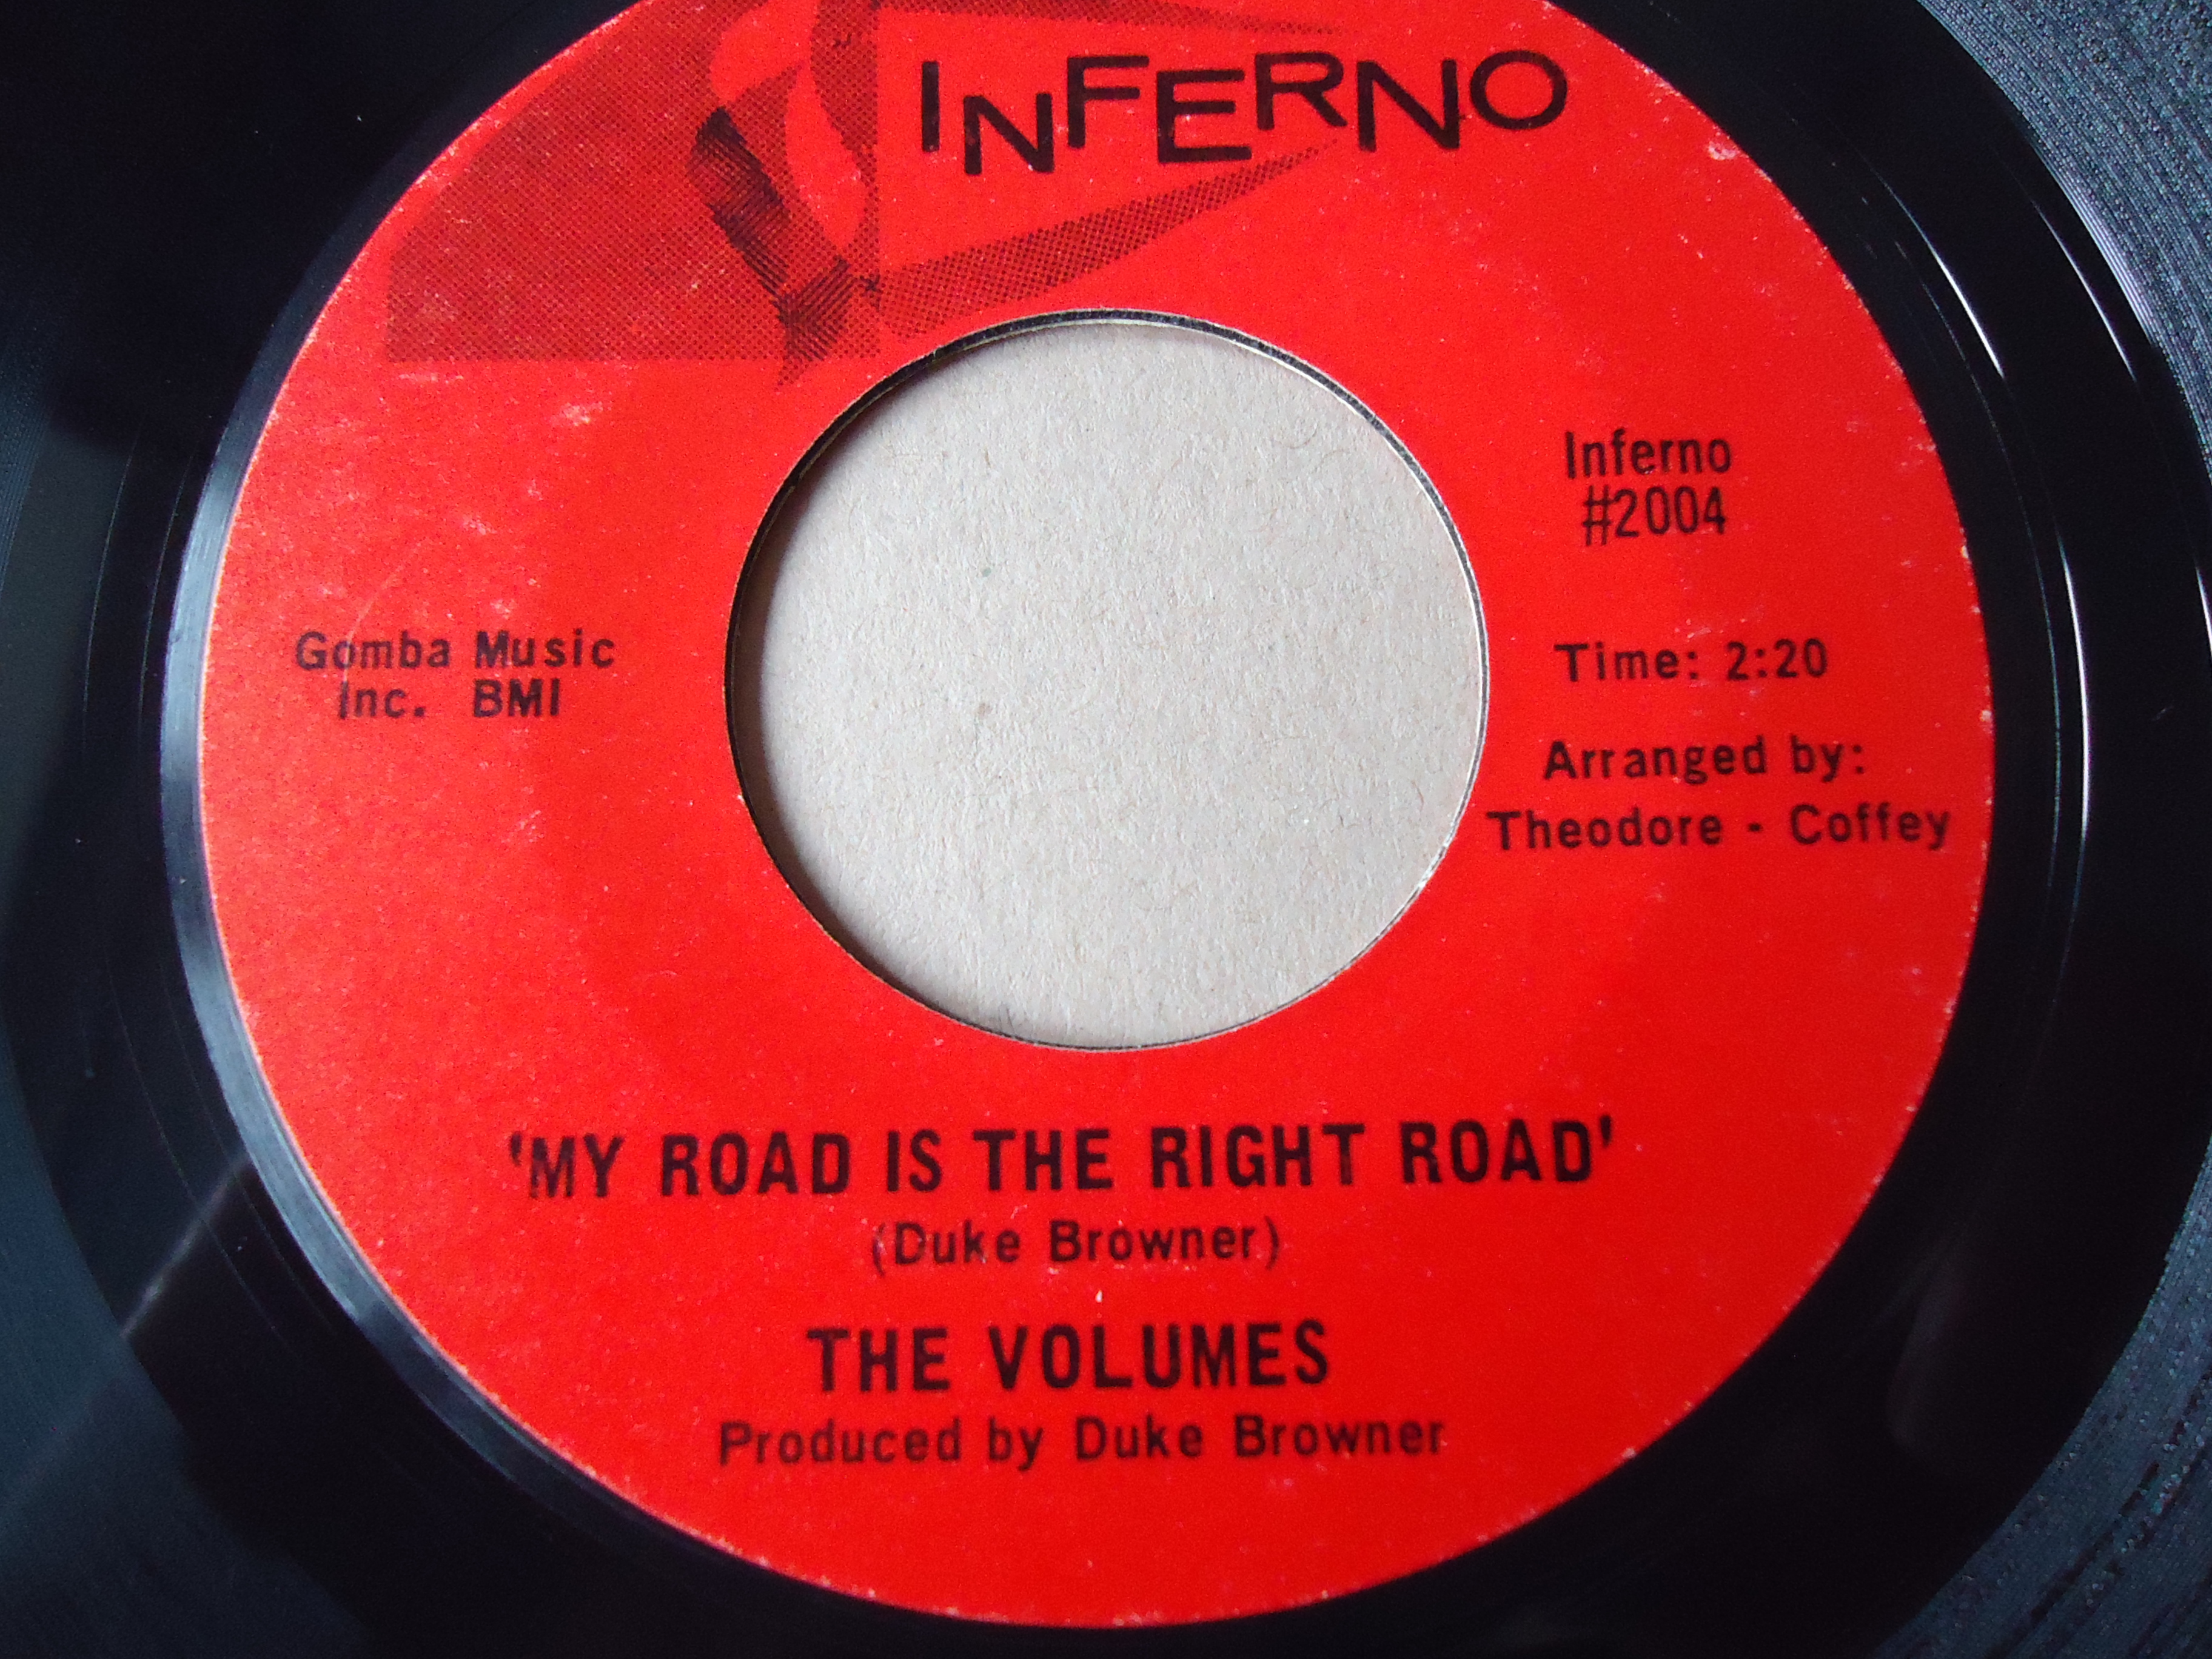 INFERNO
Inferno
#2004
Gomba Music
Inc. BMI
Time: 2:20
Arranged by:
Theodore - Coffey
'MY ROAD IS THE RIGHT ROAD'
(Duke Browner)
THE VOLUMES
Produced by Duke Browner